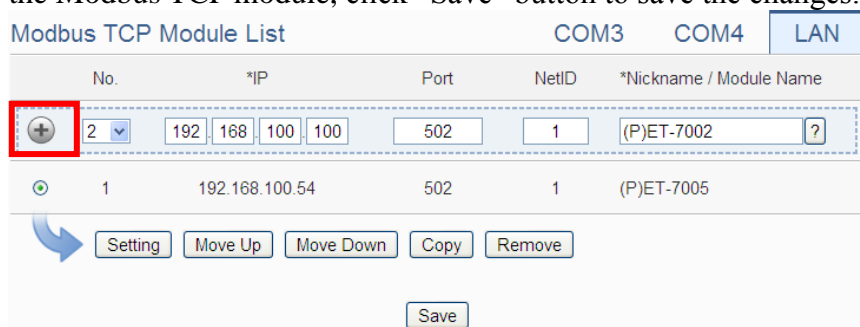 the Modbus TCP module, click "Save" button to save the changes.
Modbus TCP Module List COM3 COM4 LAN
No. *IP Port NetID *Nickname / Module Name
2 192 . 168 . 100 . 100 502 1 (P)ET-7002 ?
1 192.168.100.54 502 1 (P)ET-7005
Setting Move Up Move Down Copy Remove
Save